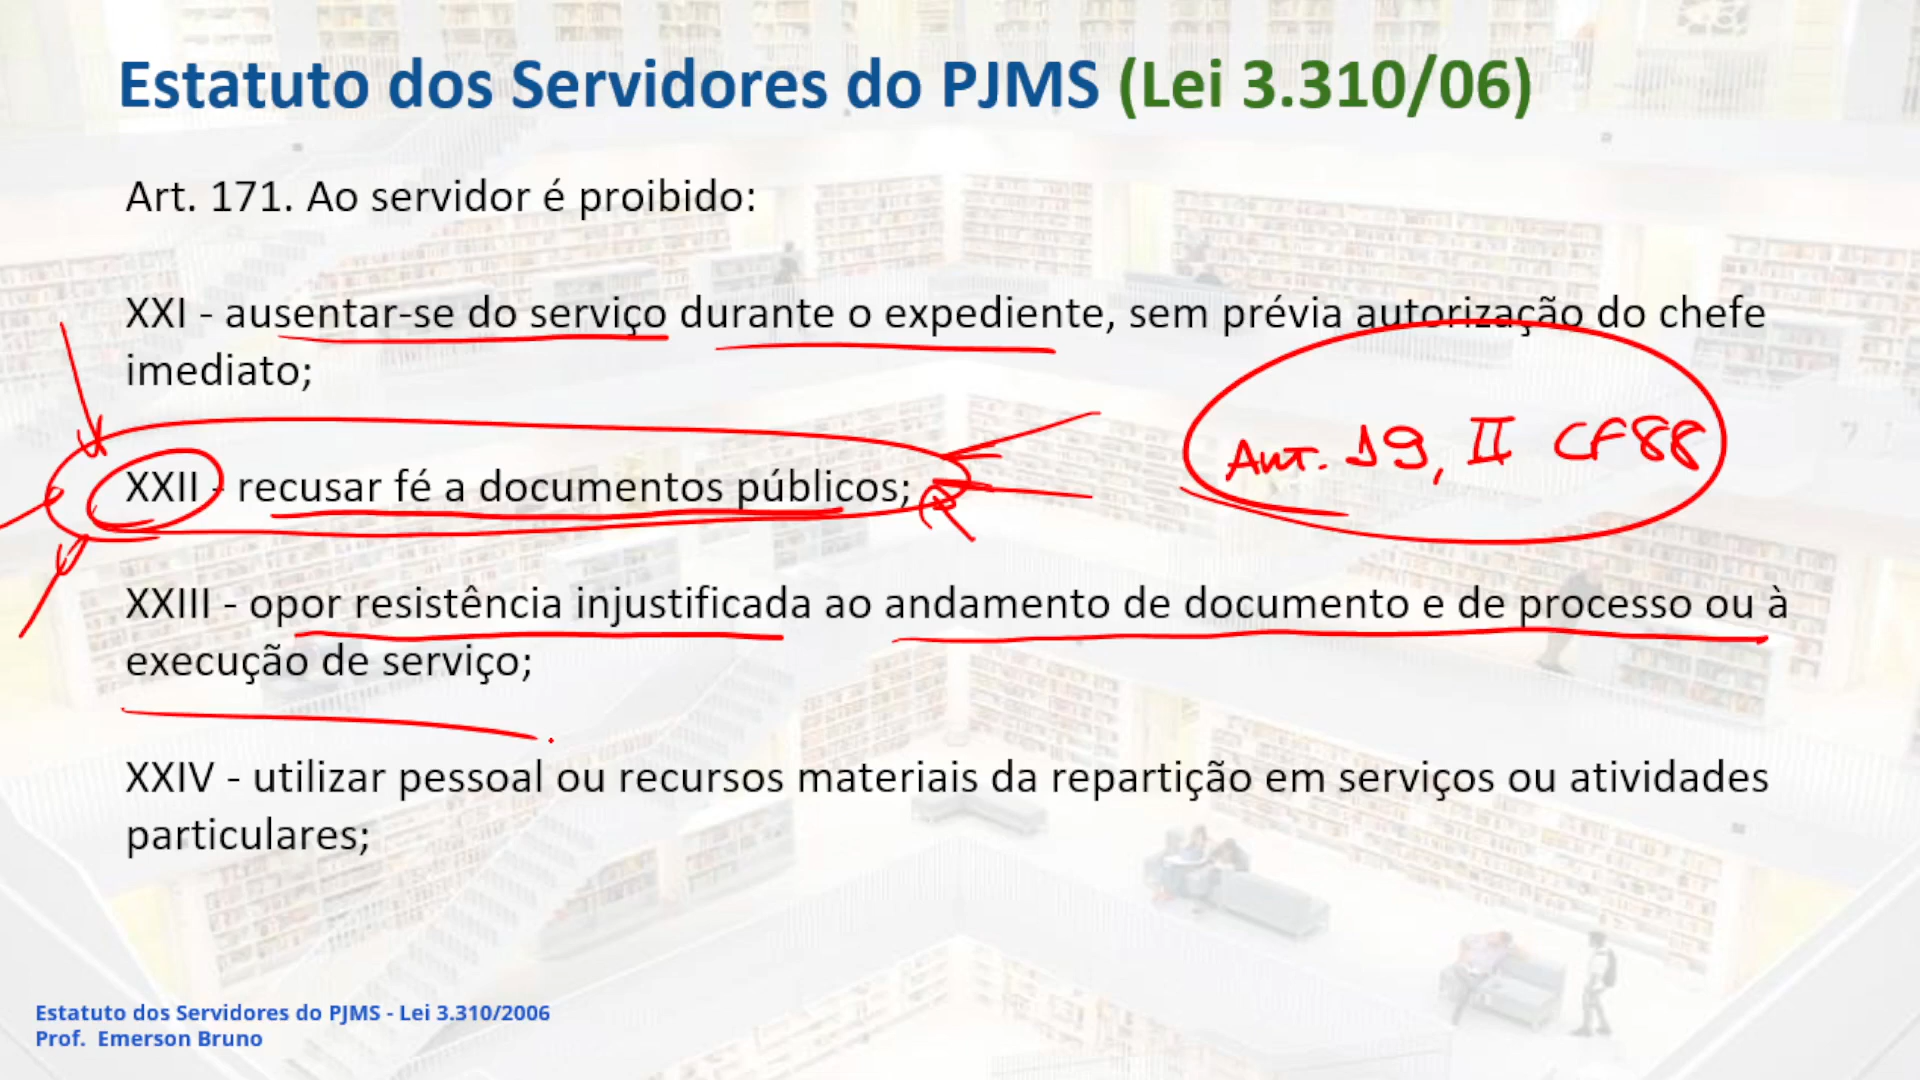 Estatuto dos Servidores do PJMS (Lei 3.310/06)
Art. 171. Ao servidor é proibido:
XXI - ausentar-se do serviço durante o expediente, sem prévia autorização do chefe
imediato;
Art. 19, II CF88
XXII - recusar fé a documentos públicos;
XXIII - opor resistência injustificada ao andamento de documento e de processo ou à
execução de serviço;
XXIV - utilizar pessoal ou recursos materiais da repartição em serviços ou atividades
particulares;
Estatuto dos Servidores do PJMS - Lei 3.310/2006
Prof. Emerson Bruno